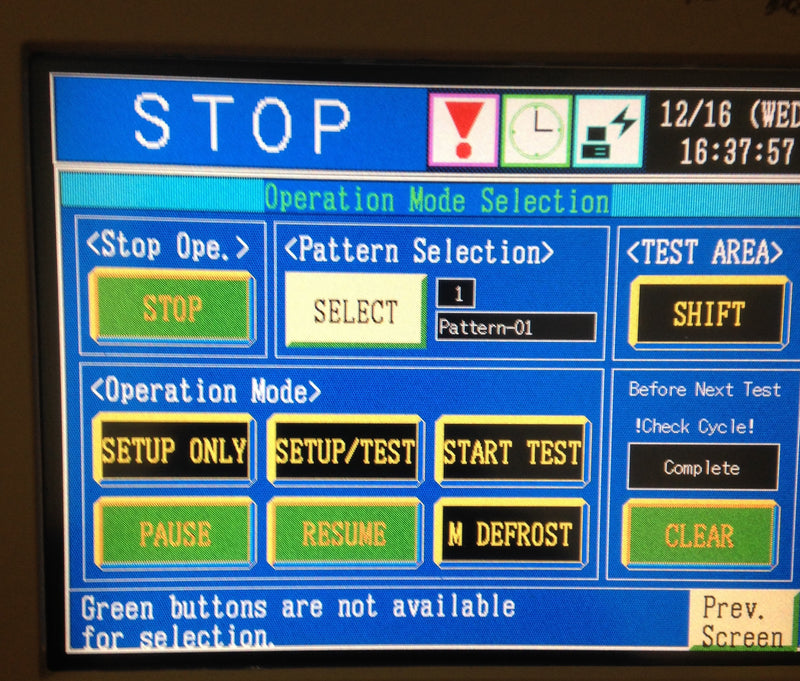 STOP
12/16 (WED
16:37:57
Operation Mode Selection
<Stop Ope.>
<Pattern Selection>
<TEST AREA>
STOP
SELECT
1
Pattern-01
SHIFT
<Operation Mode>
SETUP ONLY
SETUP/TEST
START TEST
PAUSE
RESUME
M DEFROST
Before Next Test
!Check Cycle!
Complete
CLEAR
Green buttons are not available
for selection.
Prev.
Screen